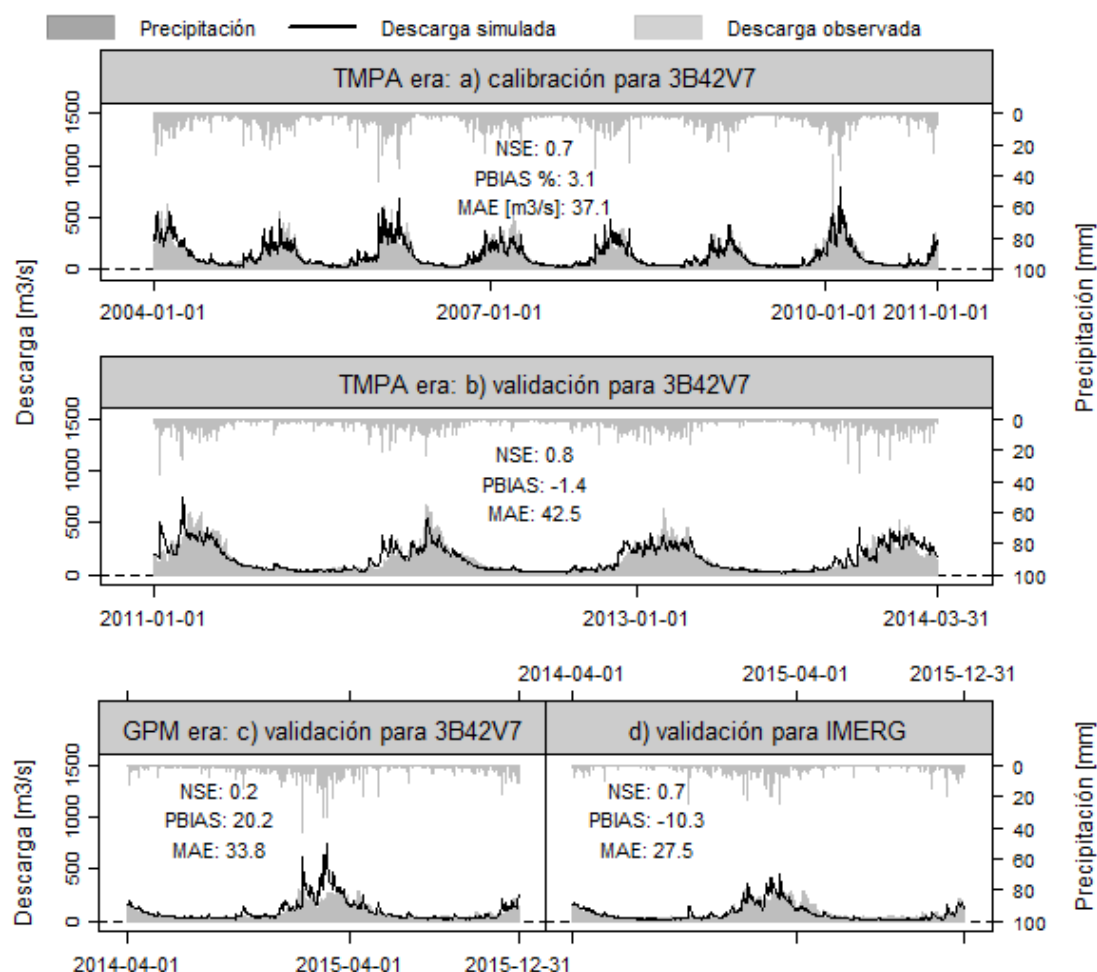 Precipitación Descarga simulada Descarga observada
TMPA era: a) calibración para 3B42V7
Descarga [m3/s]
Precipitación [mm]
1500
1000
500
0
0
20
40
60
80
100
NSE: 0.7
PBIAS %: 3.1
MAE [m3/s]: 37.1
2004-01-01 2007-01-01 2010-01-01 2011-01-01
TMPA era: b) validación para 3B42V7
1500
1000
500
0
0
20
40
60
80
100
NSE: 0.8
PBIAS: -1.4
MAE: 42.5
2011-01-01 2013-01-01 2014-03-31
2014-04-01 2015-04-01 2015-12-31
GPM era: c) validación para 3B42V7 d) validación para IMERG
Descarga [m3/s]
Precipitación [mm]
1500
1000
500
0
0
20
40
60
80
100
NSE: 0.2
PBIAS: 20.2
MAE: 33.8
NSE: 0.7
PBIAS: -10.3
MAE: 27.5
2014-04-01 2015-04-01 2015-12-31